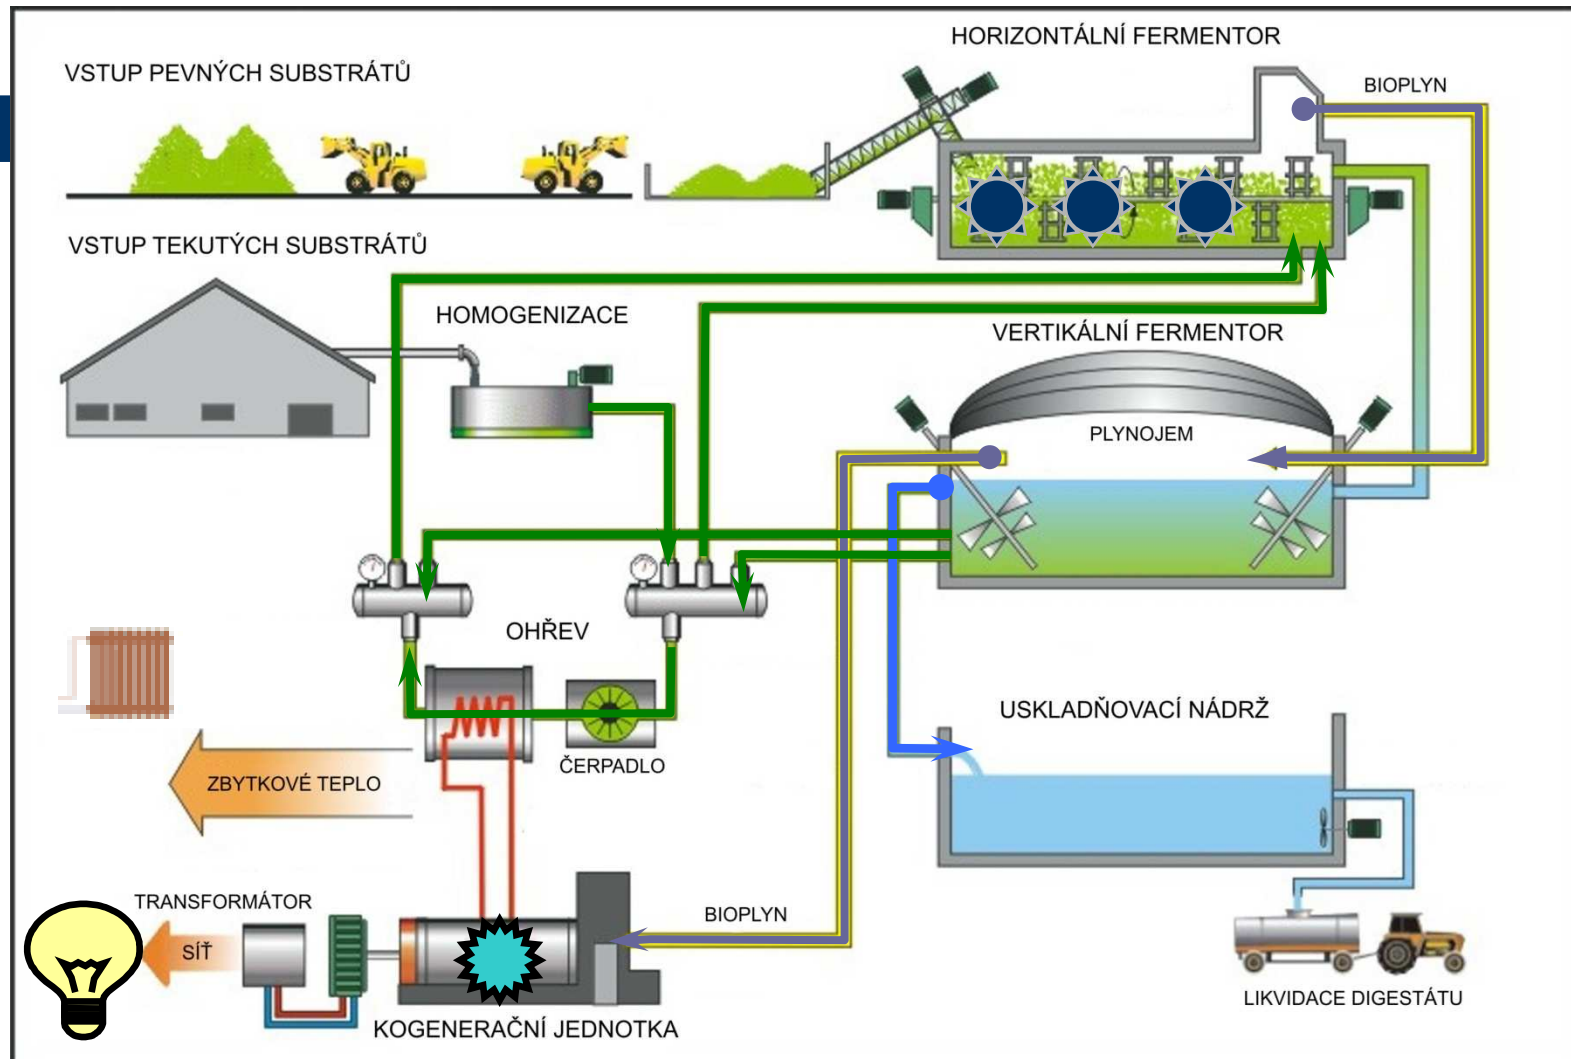 HORIZONTÁLNÍ FERMENTOR
VSTUP PEVNÝCH SUBSTRÁTŮ
BIOPLYN
VSTUP TEKUTÝCH SUBSTRÁTŮ
HOMOGENIZACE
VERTIKÁLNÍ FERMENTOR
PLYNOJEM
OHŘEV
USKLADŇOVACÍ NÁDRŽ
ČERPADLO
ZBYTKOVÉ TEPLO
TRANSFORMÁTOR
BIOPLYN
SÍŤ
LIKVIDACE DIGESTÁTU
KOGENERAČNÍ JEDNOTKA